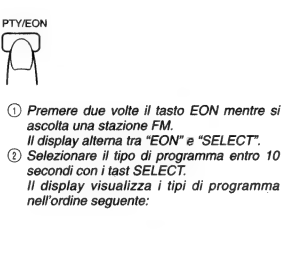 PTY/EON
① Premere due volte il tasto EON mentre si
ascolta una stazione FM.
Il display alterna tra “EON” e “SELECT”.
② Selezionare il tipo di programma entro 10
secondi con i tast SELECT.
Il display visualizza i tipi di programma
nell'ordine seguente: